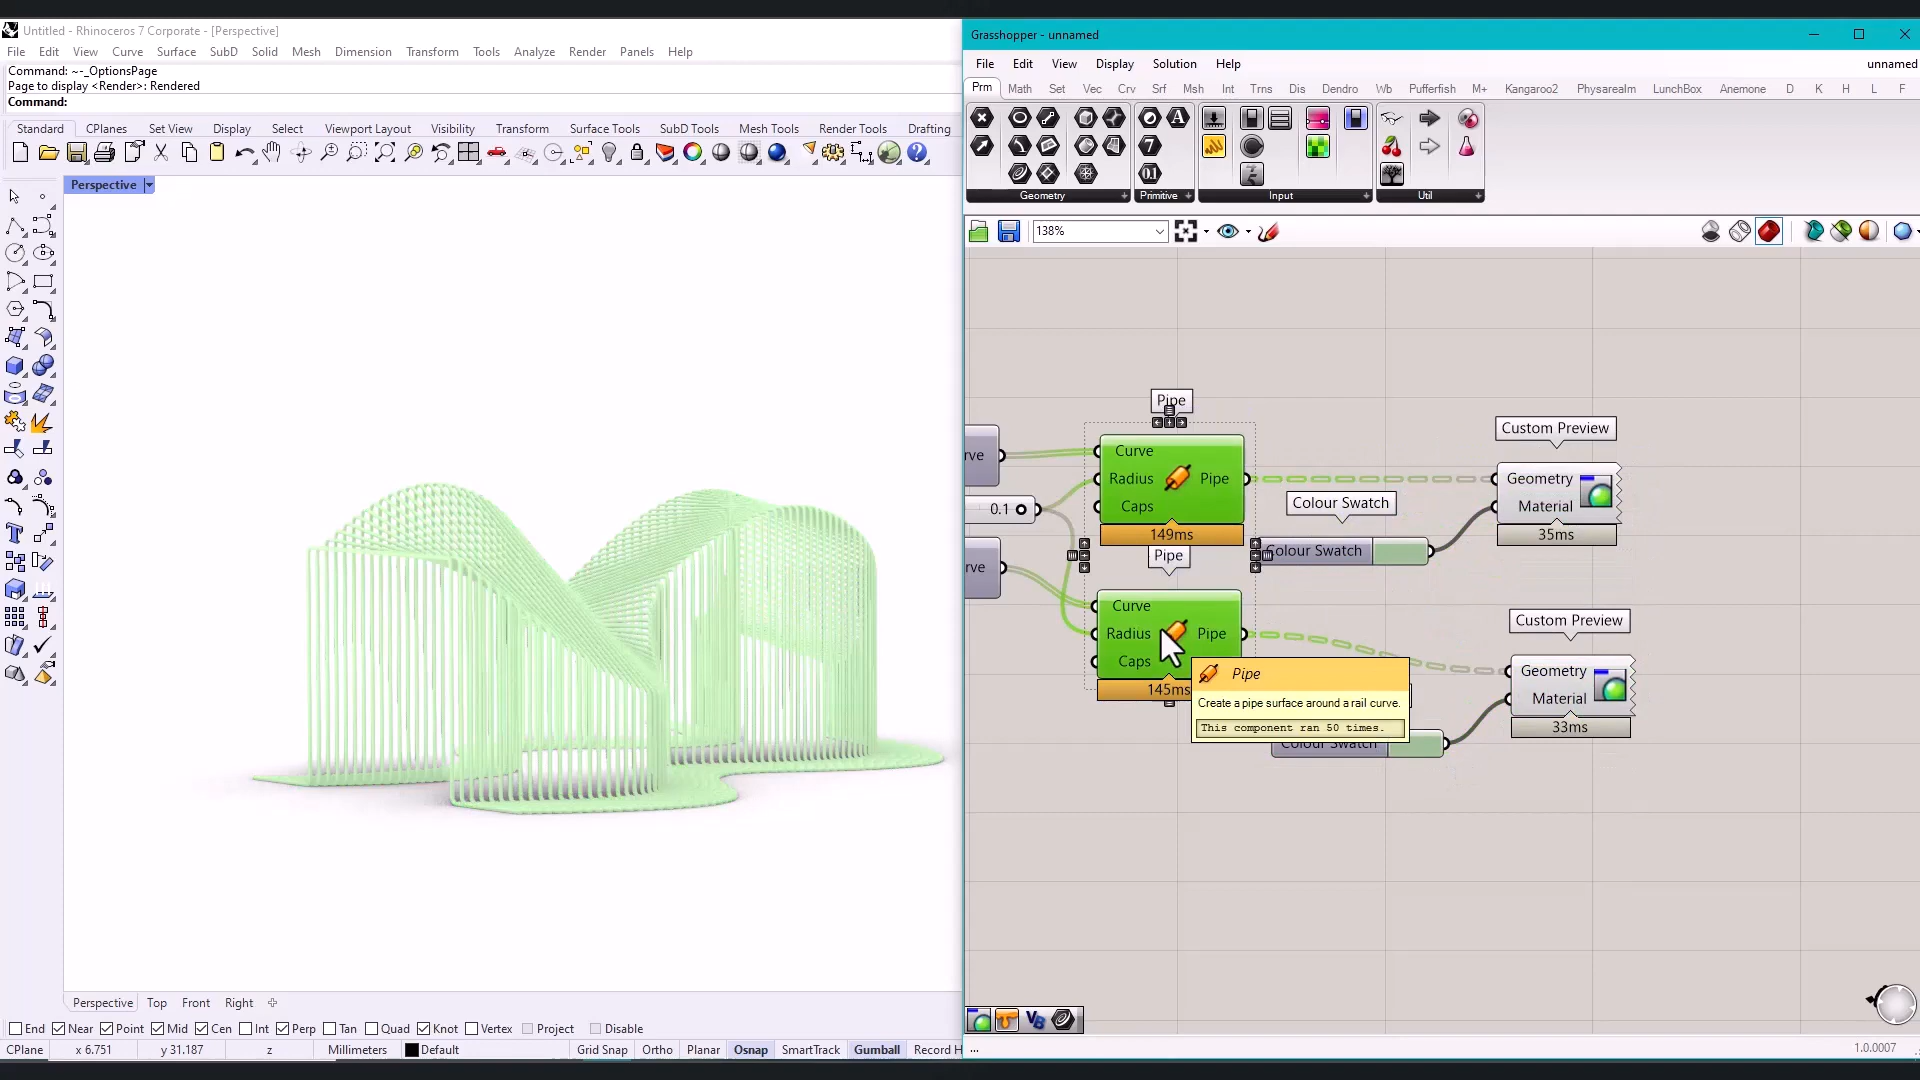 Untitled - Rhinoceros 7 Corporate - [Perspective]
File Edit View Curve Surface SubD Solid Mesh Dimension Transform Tools Analyze Render Panels Help
Command: ~-_OptionsPage
Page to display <Render>: Rendered
Command:
Standard CPlanes Set View Display Select Viewport Layout Visibility Transform Surface Tools SubD Tools Mesh Tools Render Tools Drafting
Perspective
Perspective Top Front Right
End Near Point Mid Cen Int Perp Tan Quad Knot Vertex Project Disable
CPlane x 6.751 y 31.187 z Millimeters Default Grid Snap Ortho Planar Osnap SmartTrack Gumball Record H
Grasshopper - unnamed
File Edit View Display Solution Help unnamed
Prm Math Set Vec Crv Srf Msh Int Trns Dis Dendro Wb Pufferfish M+ Kangaroo2 Physarealm LunchBox Anemone D K H L F
Geometry Primitive Input Util
138%
Pipe
Curve
Radius Pipe
Caps
149ms
rve
0.1
rve
Pipe
Curve
Radius Pipe
Caps
145ms
Pipe
Create a pipe surface around a rail curve.
This component ran 50 times.
Colour Swatch
Colour Swatch
Colour Swatch
Custom Preview
Geometry
Material
35ms
Custom Preview
Geometry
Material
33ms
...
1.0.0007